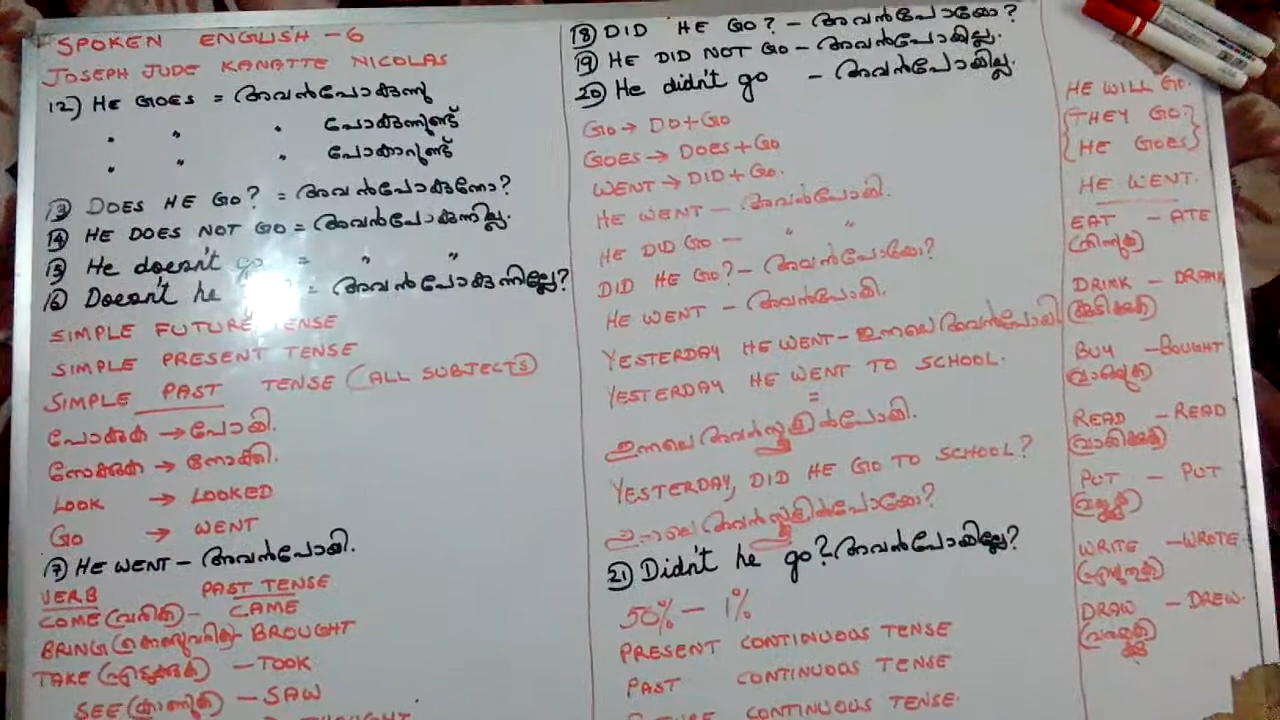 SPOKEN ENGLISH - 6
JOSEPH JUDE KANATTE NICOLAS
12) HE GOES = അവൻപോകുന്നു
" " " പോകുന്നുണ്ട്
" " " പോകാറുണ്ട്
13 DOES HE GO? = അവൻപോകുന്നോ?
14 HE DOES NOT GO = അവൻപോകുന്നില്ല.
15 He doesn't go = " "
16 Doesn't he = അവൻപോകുന്നില്ലേ?
SIMPLE FUTURE TENSE
SIMPLE PRESENT TENSE
SIMPLE PAST TENSE (ALL SUBJECTS)
പോകുക → പോയി.
നോക്കുക → നോക്കി.
LOOK → LOOKED
GO → WENT
17 HE WENT - അവൻപോയി.
VERB PAST TENSE
COME (വരിക) - CAME
BRING (കൊണ്ടുവരിക) - BROUGHT
TAKE (എടുക്കുക) - TOOK
SEE (കാണുക) - SAW
18 DID HE GO? - അവൻപോയോ?
19 HE DID NOT GO - അവൻപോയില്ല.
20 He didn't go - അവൻപോയില്ല.
GO → DO + GO
GOES → DOES + GO
WENT → DID + GO.
HE WENT - അവൻപോയി.
HE DID GO - " "
DID HE GO? - അവൻപോയോ?
HE WENT - അവൻപോയി.
YESTERDAY HE WENT - ഇന്നലെ അവൻപോയി
YESTERDAY HE WENT TO SCHOOL.
ഇന്നലെ അവൻസ്കൂളിൽപോയി.
YESTERDAY, DID HE GO TO SCHOOL?
ഇന്നലെ അവൻസ്കൂളിൽപോയോ?
21 Didn't he go? അവൻപോയില്ലേ?
50% - 1%
PRESENT CONTINUOUS TENSE
PAST CONTINUOUS TENSE
CONTINUOUS TENSE.
HE WILL GO.
{THEY GO.}
{HE GOES}
HE WENT.
EAT - ATE
(തിന്നുക)
DRINK - DRANK
(കുടിക്കുക)
BUY - BOUGHT
(വാങ്ങുക)
READ - READ
(വായിക്കുക)
PUT - PUT
(വയ്ക്കുക)
WRITE - WROTE
(എഴുതുക)
DRAW - DREW.
(വരയ്ക്കുക)